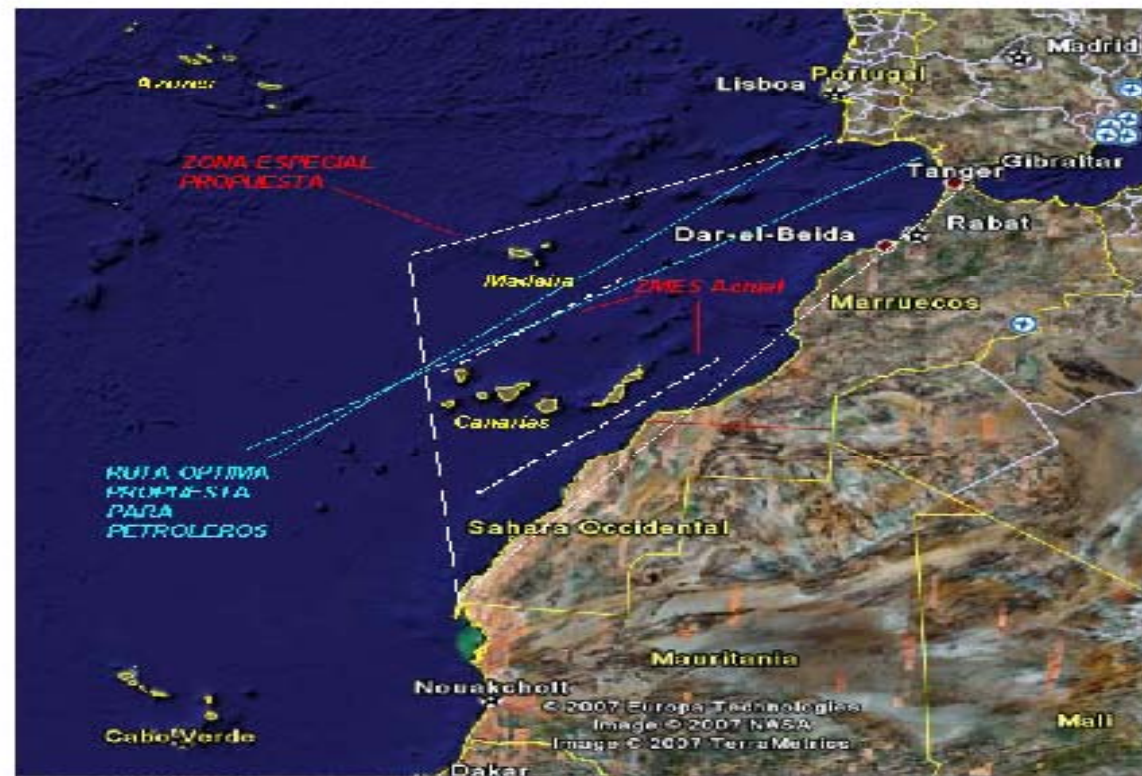 Madrid
Azores
Lisboa
Portugal
ZONA ESPECIAL
PROPUESTA
Gibraltar
Tanger
Dar-el-Beida
Rabat
Madeira
ZMES Actual
Marruecos
Canarias
RUTA OPTIMA
PROPUESTA
PARA
PETROLEROS
Sahara Occidental
Mauritania
Nouakchott
© 2007 Europa Technologies
Image © 2007 NASA
Image © 2007 TerraMetrics
Mali
Cabo Verde
Dakar